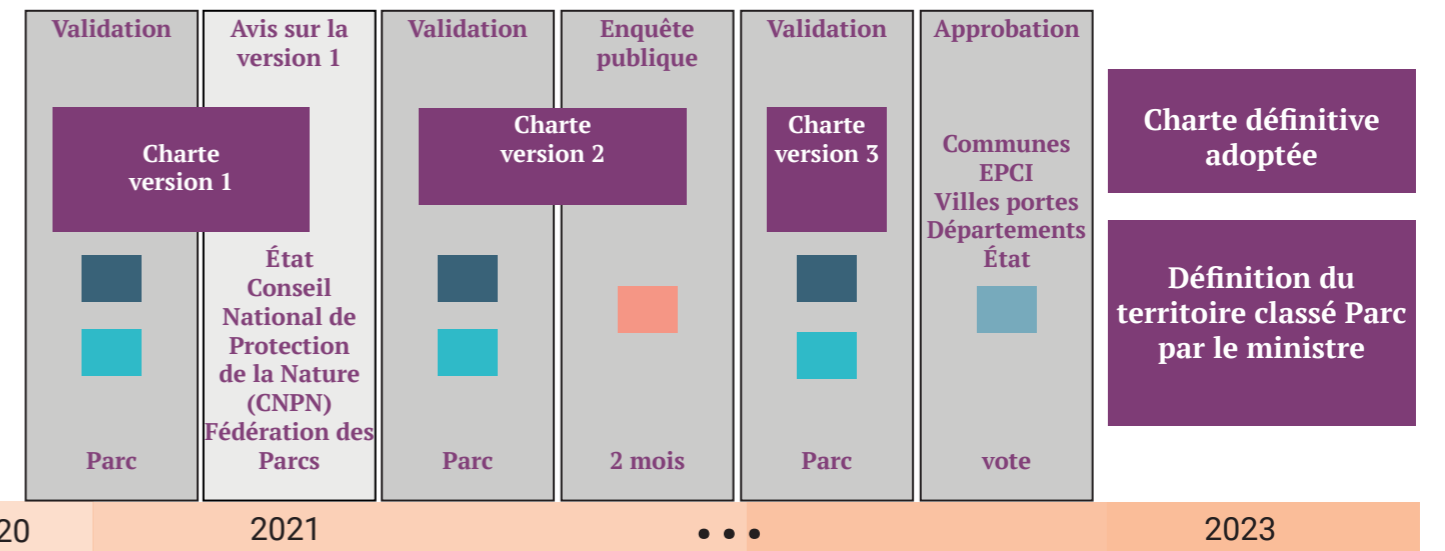 Validation
Charte
version 1
Parc
Avis sur la
version 1
État
Conseil
National de
Protection
de la Nature
(CNPN)
Fédération des
Parcs
Validation
Charte
version 2
Parc
Enquête
publique
2 mois
Validation
Charte
version 3
Parc
Approbation
Communes
EPCI
Villes portes
Départements
État
vote
Charte définitive
adoptée
Définition du
territoire classé Parc
par le ministre
20
2021
•••
2023